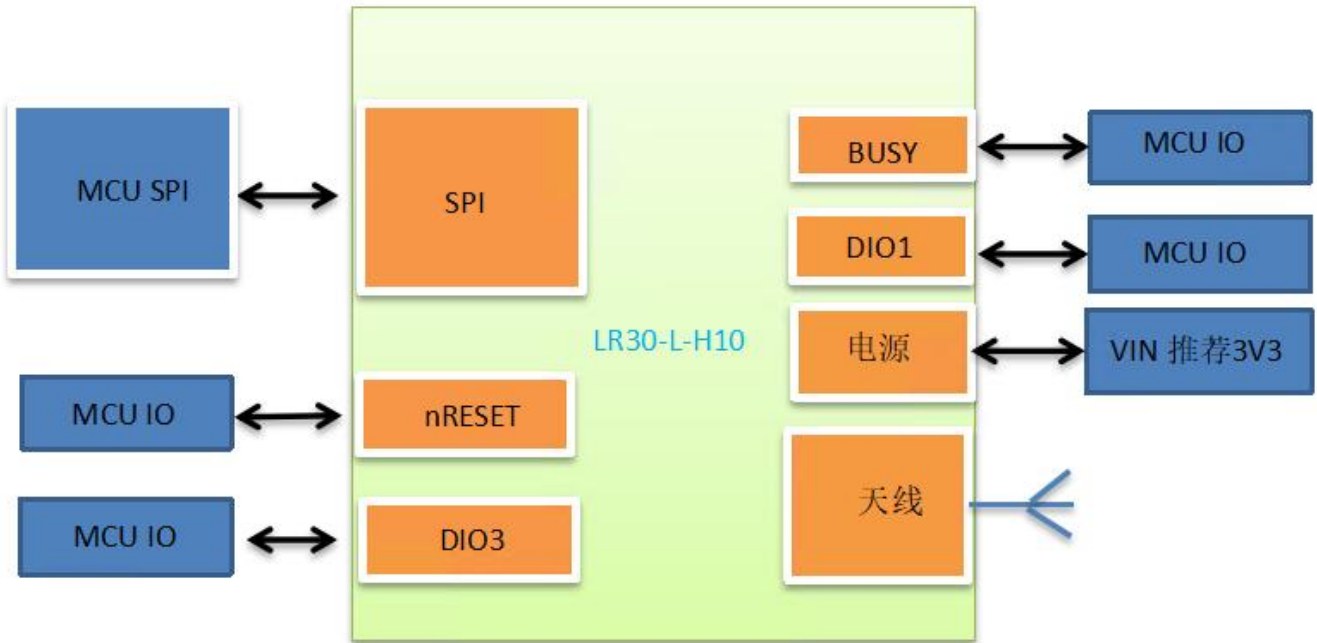 MCU SPI
SPI
BUSY
MCU IO
DIO1
MCU IO
LR30-L-H10
电源
VIN 推荐3V3
MCU IO
nRESET
天线
MCU IO
DIO3